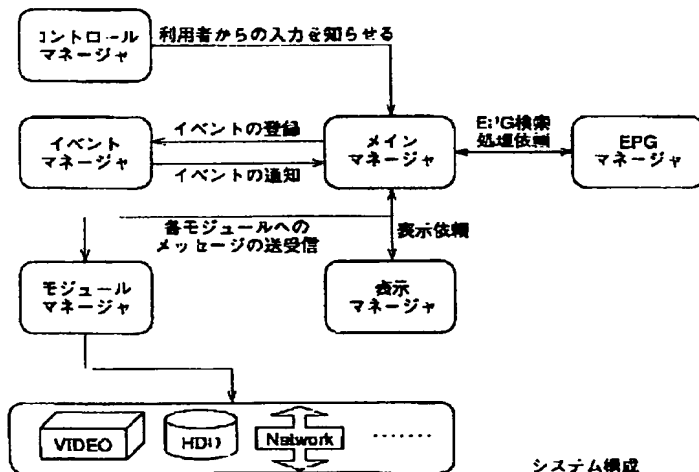 コントロール
マネージャ
利用者からの入力を知らせる
イベントの登録
イベント
マネージャ
イベントの通知
メイン
マネージャ
EPG検索
処理依頼
EPG
マネージャ
各モジュールへの
メッセージの送受信
表示依頼
モジュール
マネージャ
表示
マネージャ
VIDEO
HDD
Network
........
システム構成